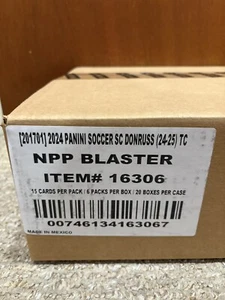 [201701] 2024 PANINI SOCCER SC DONRUSS (24-25) TC
NPP BLASTER
ITEM# 16306
15 CARDS PER PACK / 6 PACKS PER BOX / 20 BOXES PER CASE
00746134163067
MADE IN MEXICO